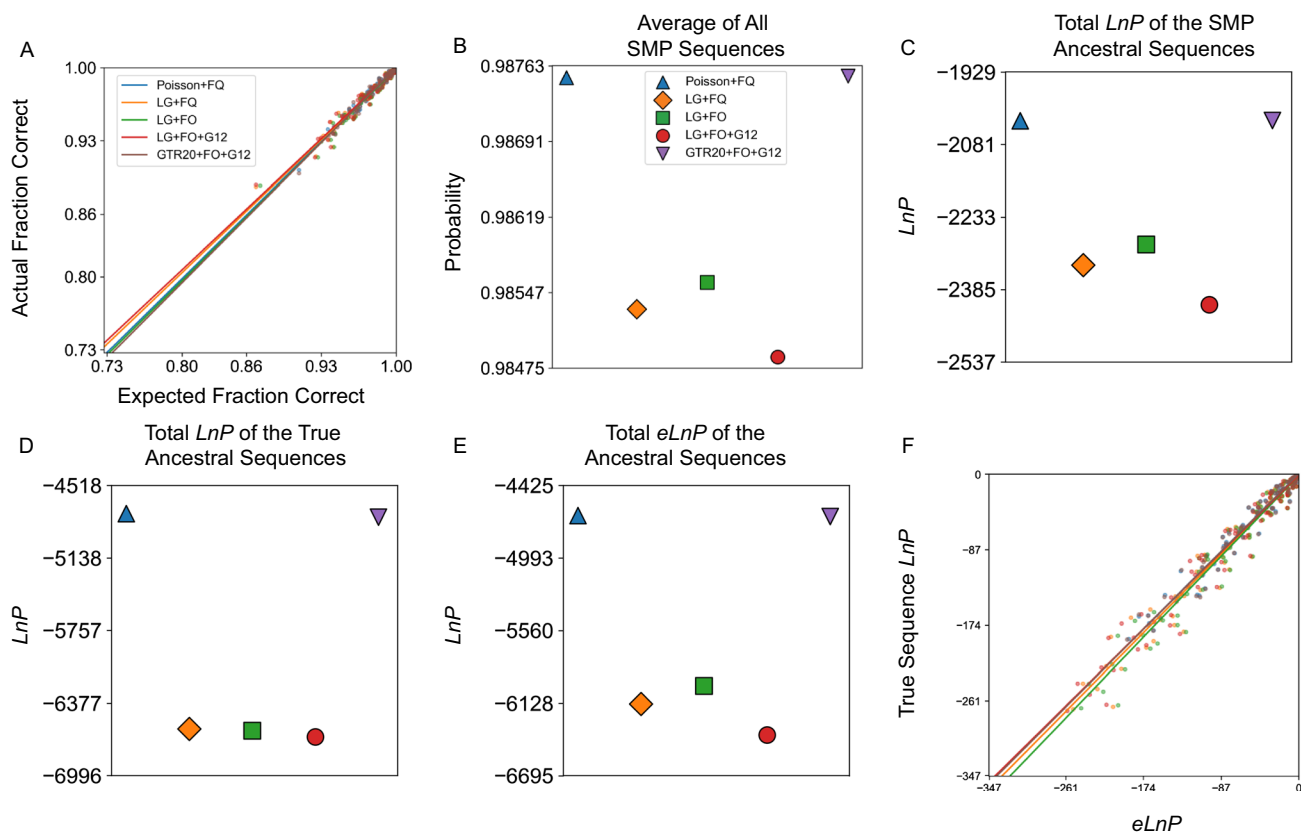 A
Actual Fraction Correct
1.00
0.93
0.86
0.80
0.73
Poisson+FQ
LG+FQ
LG+FO
LG+FO+G12
GTR20+FO+G12
0.73
0.80
0.86
0.93
1.00
Expected Fraction Correct
B
Average of All
SMP Sequences
Probability
0.98763
0.98691
0.98619
0.98547
0.98475
Poisson+FQ
LG+FQ
LG+FO
LG+FO+G12
GTR20+FO+G12
C
Total LnP of the SMP
Ancestral Sequences
LnP
−1929
−2081
−2233
−2385
−2537
D
Total LnP of the True
Ancestral Sequences
LnP
−4518
−5138
−5757
−6377
−6996
E
Total eLnP of the
Ancestral Sequences
LnP
−4425
−4993
−5560
−6128
−6695
F
True Sequence LnP
0
−87
−174
−261
−347
−347
−261
−174
−87
0
eLnP